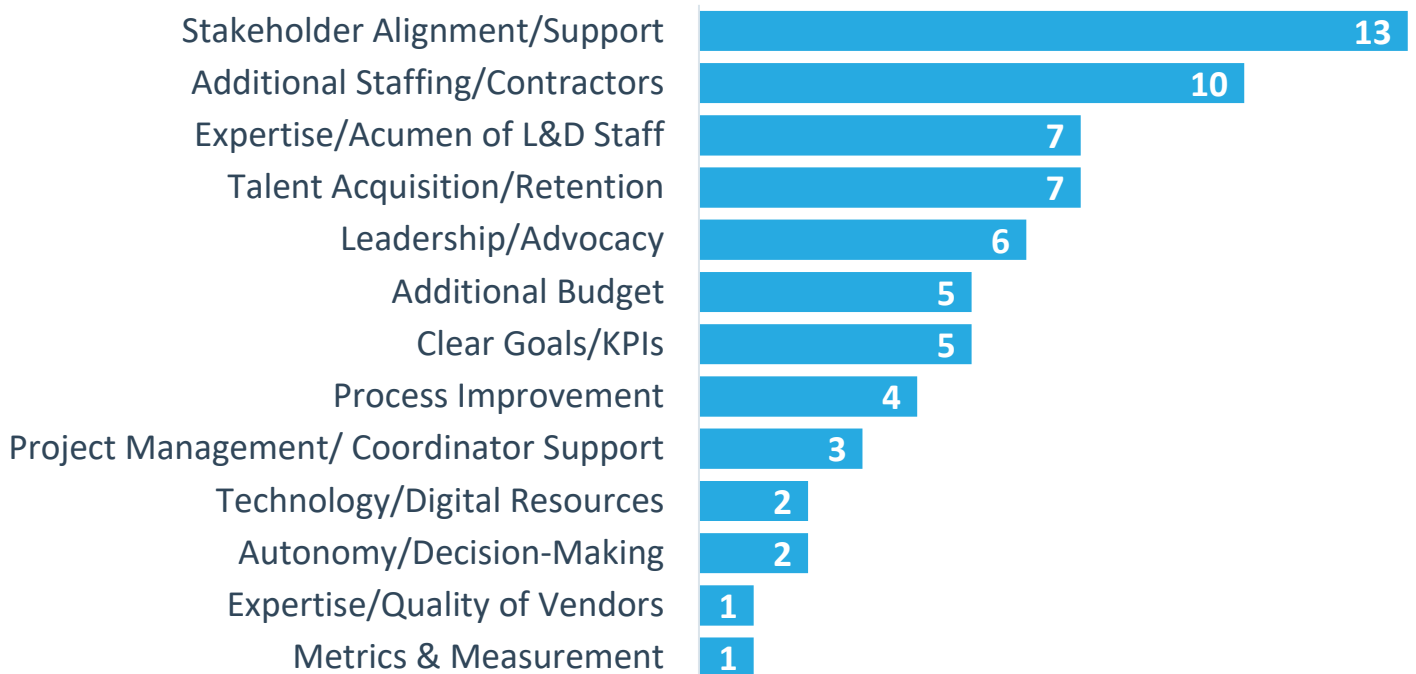 Stakeholder Alignment/Support 13
Additional Staffing/Contractors 10
Expertise/Acumen of L&D Staff 7
Talent Acquisition/Retention 7
Leadership/Advocacy 6
Additional Budget 5
Clear Goals/KPIs 5
Process Improvement 4
Project Management/ Coordinator Support 3
Technology/Digital Resources 2
Autonomy/Decision-Making 2
Expertise/Quality of Vendors 1
Metrics & Measurement 1